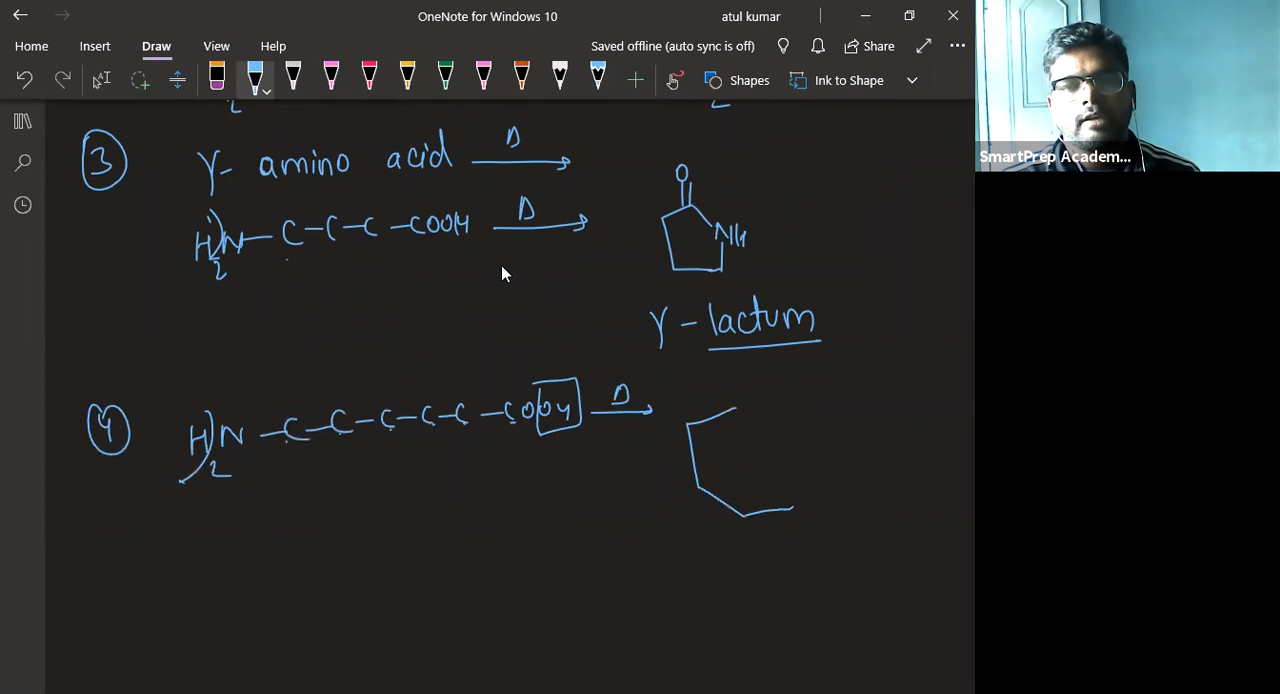 OneNote for Windows 10
atul kumar
Home Insert Draw View Help
Saved offline (auto sync is off)
Share
Shapes
Ink to Shape
SmartPrep Academ...
3 γ- amino acid Δ
H2N-C-C-C-COOH Δ
O
NH
γ-lactum
4 H2N-C-C-C-C-C-COOH Δ